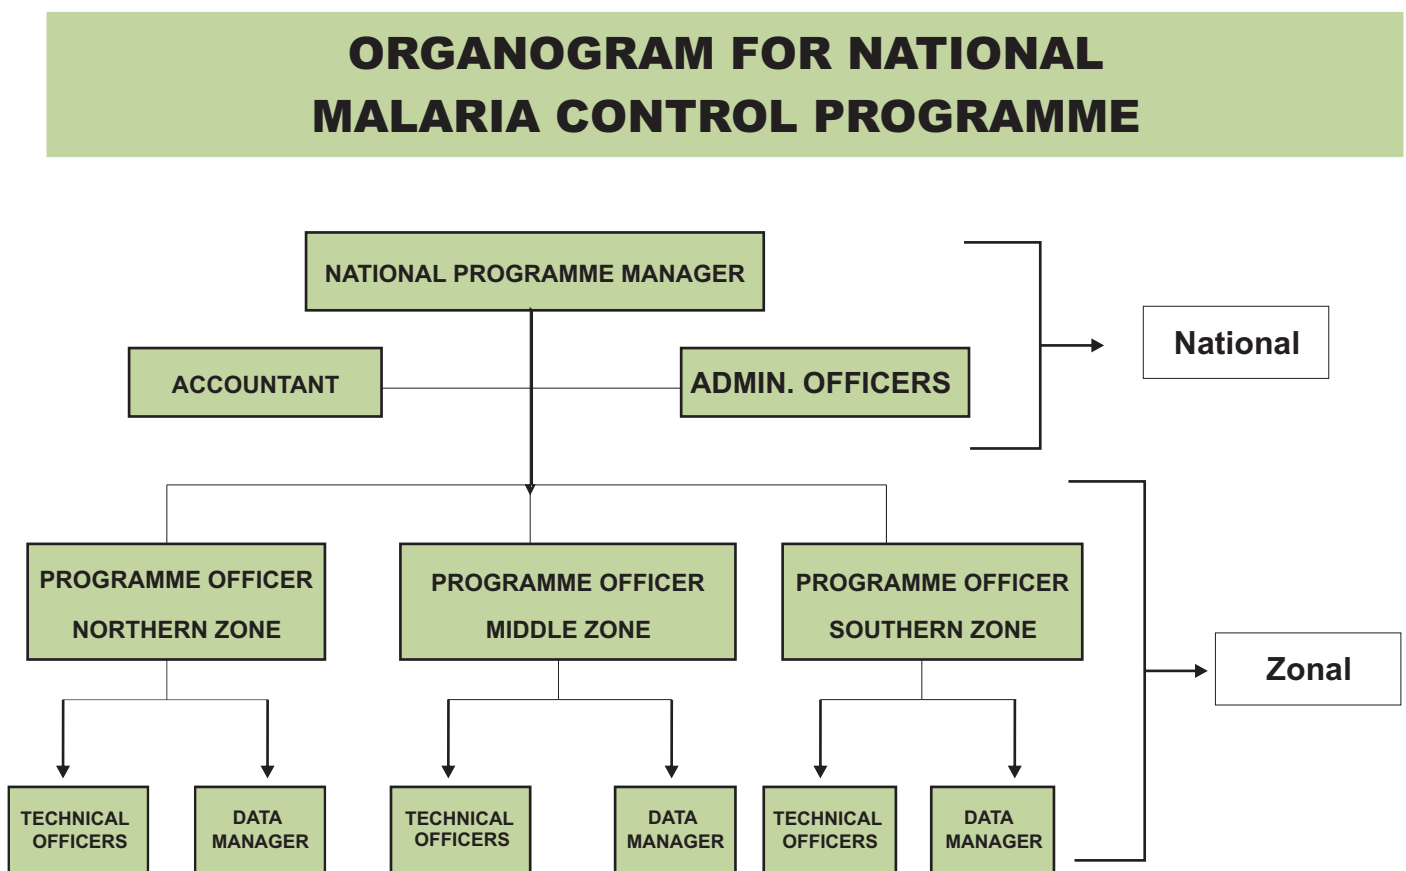 ORGANOGRAM FOR NATIONAL
MALARIA CONTROL PROGRAMME
NATIONAL PROGRAMME MANAGER
National
ACCOUNTANT
ADMIN. OFFICERS
PROGRAMME OFFICER
NORTHERN ZONE
PROGRAMME OFFICER
MIDDLE ZONE
PROGRAMME OFFICER
SOUTHERN ZONE
Zonal
TECHNICAL
OFFICERS
DATA
MANAGER
TECHNICAL
OFFICERS
DATA
MANAGER
TECHNICAL
OFFICERS
DATA
MANAGER